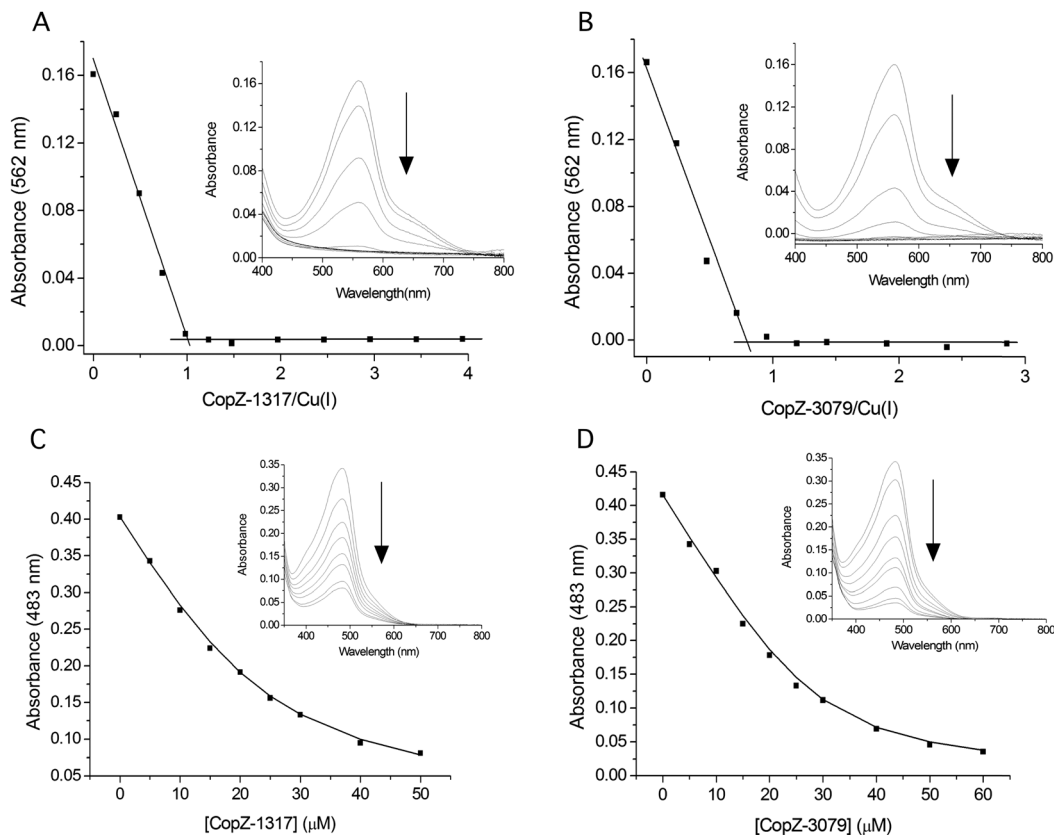 A
Absorbance (562 nm)
0.16
0.12
0.08
0.04
0.00
0 1 2 3 4
CopZ-1317/Cu(I)
Absorbance
0.16
0.12
0.08
0.04
0.00
400 500 600 700 800
Wavelength(nm)
B
Absorbance (562 nm)
0.16
0.12
0.08
0.04
0.00
0 1 2 3
CopZ-3079/Cu(I)
Absorbance
0.16
0.12
0.08
0.04
0.00
400 500 600 700 800
Wavelength (nm)
C
Absorbance (483 nm)
0.45
0.40
0.35
0.30
0.25
0.20
0.15
0.10
0.05
0 10 20 30 40 50
[CopZ-1317] (μM)
Absorbance
0.35
0.30
0.25
0.20
0.15
0.10
0.05
0.00
400 500 600 700 800
Wavelength (nm)
D
Absorbance (483 nm)
0.45
0.40
0.35
0.30
0.25
0.20
0.15
0.10
0.05
0.00
0 10 20 30 40 50 60
[CopZ-3079] (μM)
Absorbance
0.35
0.30
0.25
0.20
0.15
0.10
0.05
0.00
400 500 600 700 800
Wavelength (nm)